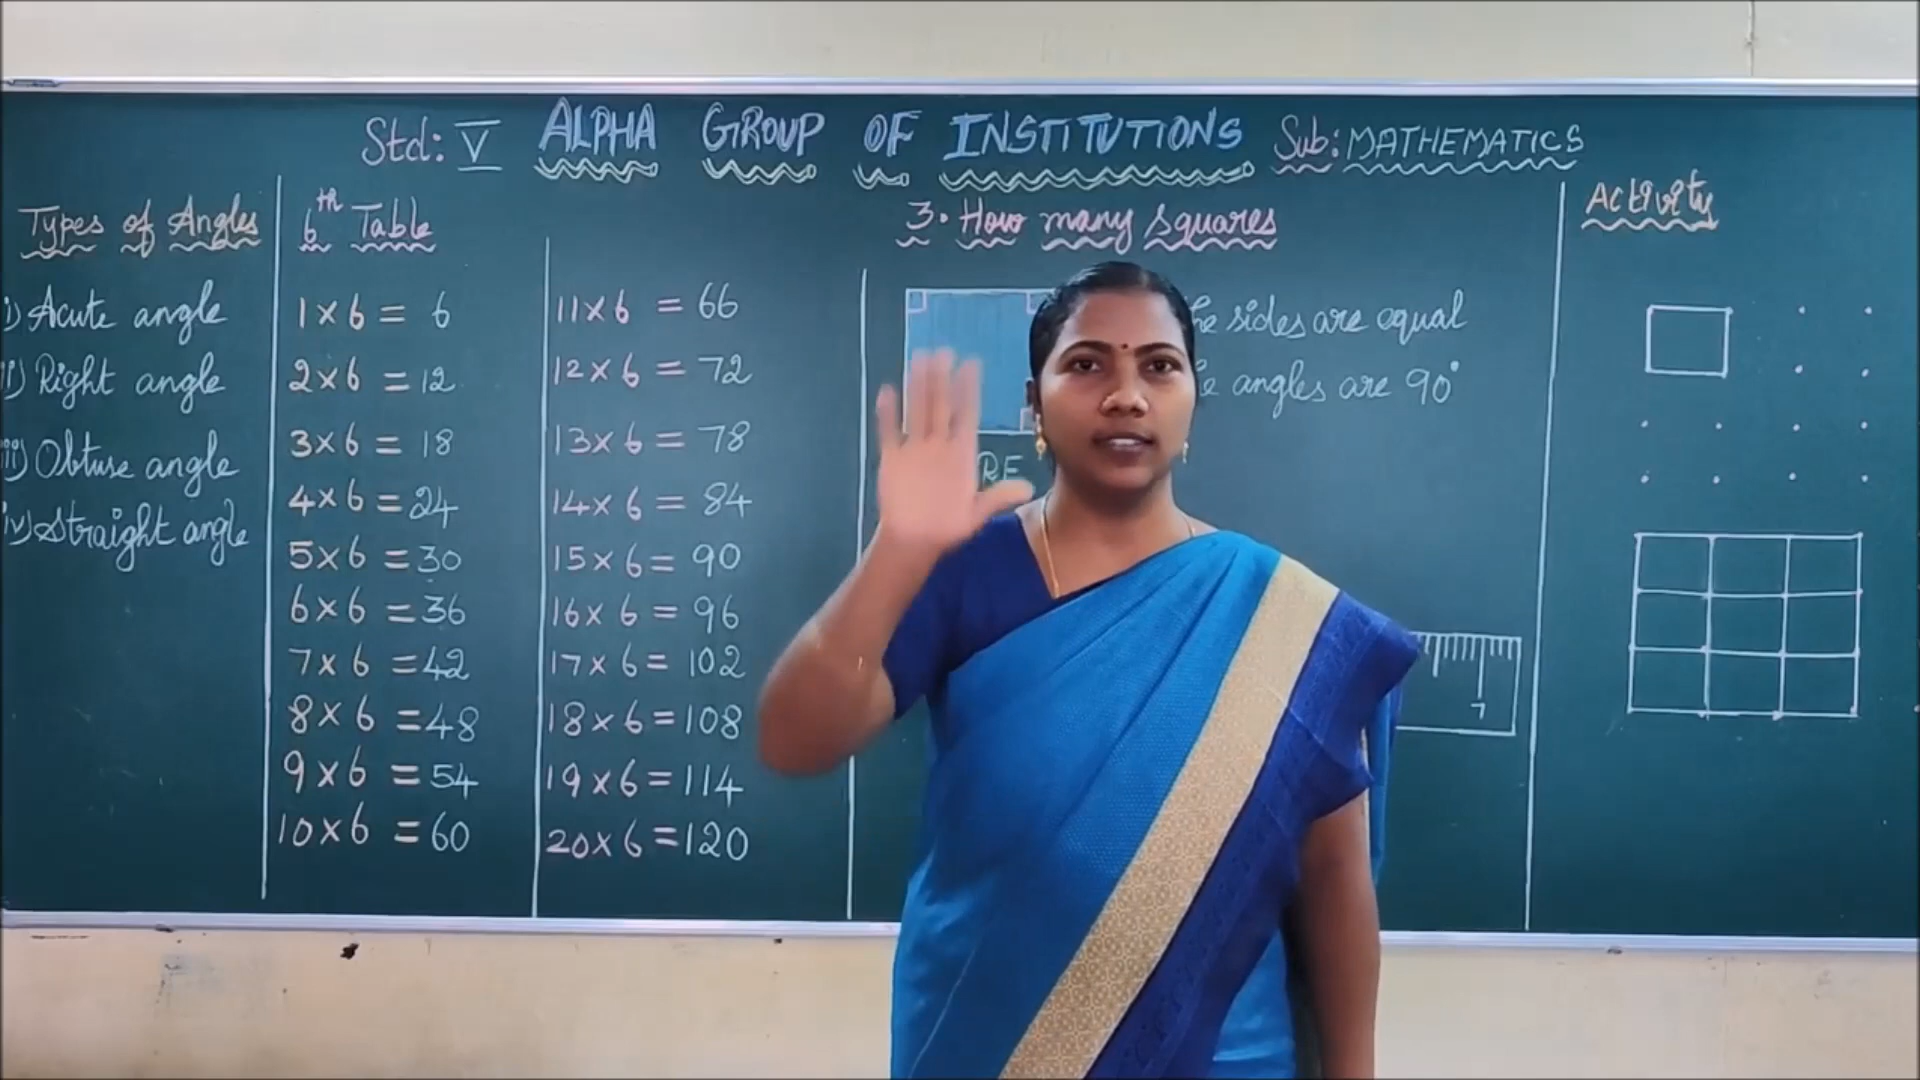 Std: V ALPHA GROUP OF INSTITUTIONS Sub: MATHEMATICS
Types of Angles
i) Acute angle
ii) Right angle
iii) Obtuse angle
iv) Straight angle
6th Table
1 x 6 = 6
2 x 6 = 12
3 x 6 = 18
4 x 6 = 24
5 x 6 = 30
6 x 6 = 36
7 x 6 = 42
8 x 6 = 48
9 x 6 = 54
10 x 6 = 60
11 x 6 = 66
12 x 6 = 72
13 x 6 = 78
14 x 6 = 84
15 x 6 = 90
16 x 6 = 96
17 x 6 = 102
18 x 6 = 108
19 x 6 = 114
20 x 6 = 120
3. How many squares
sides are equal
angles are 90°
RE
7
Activity